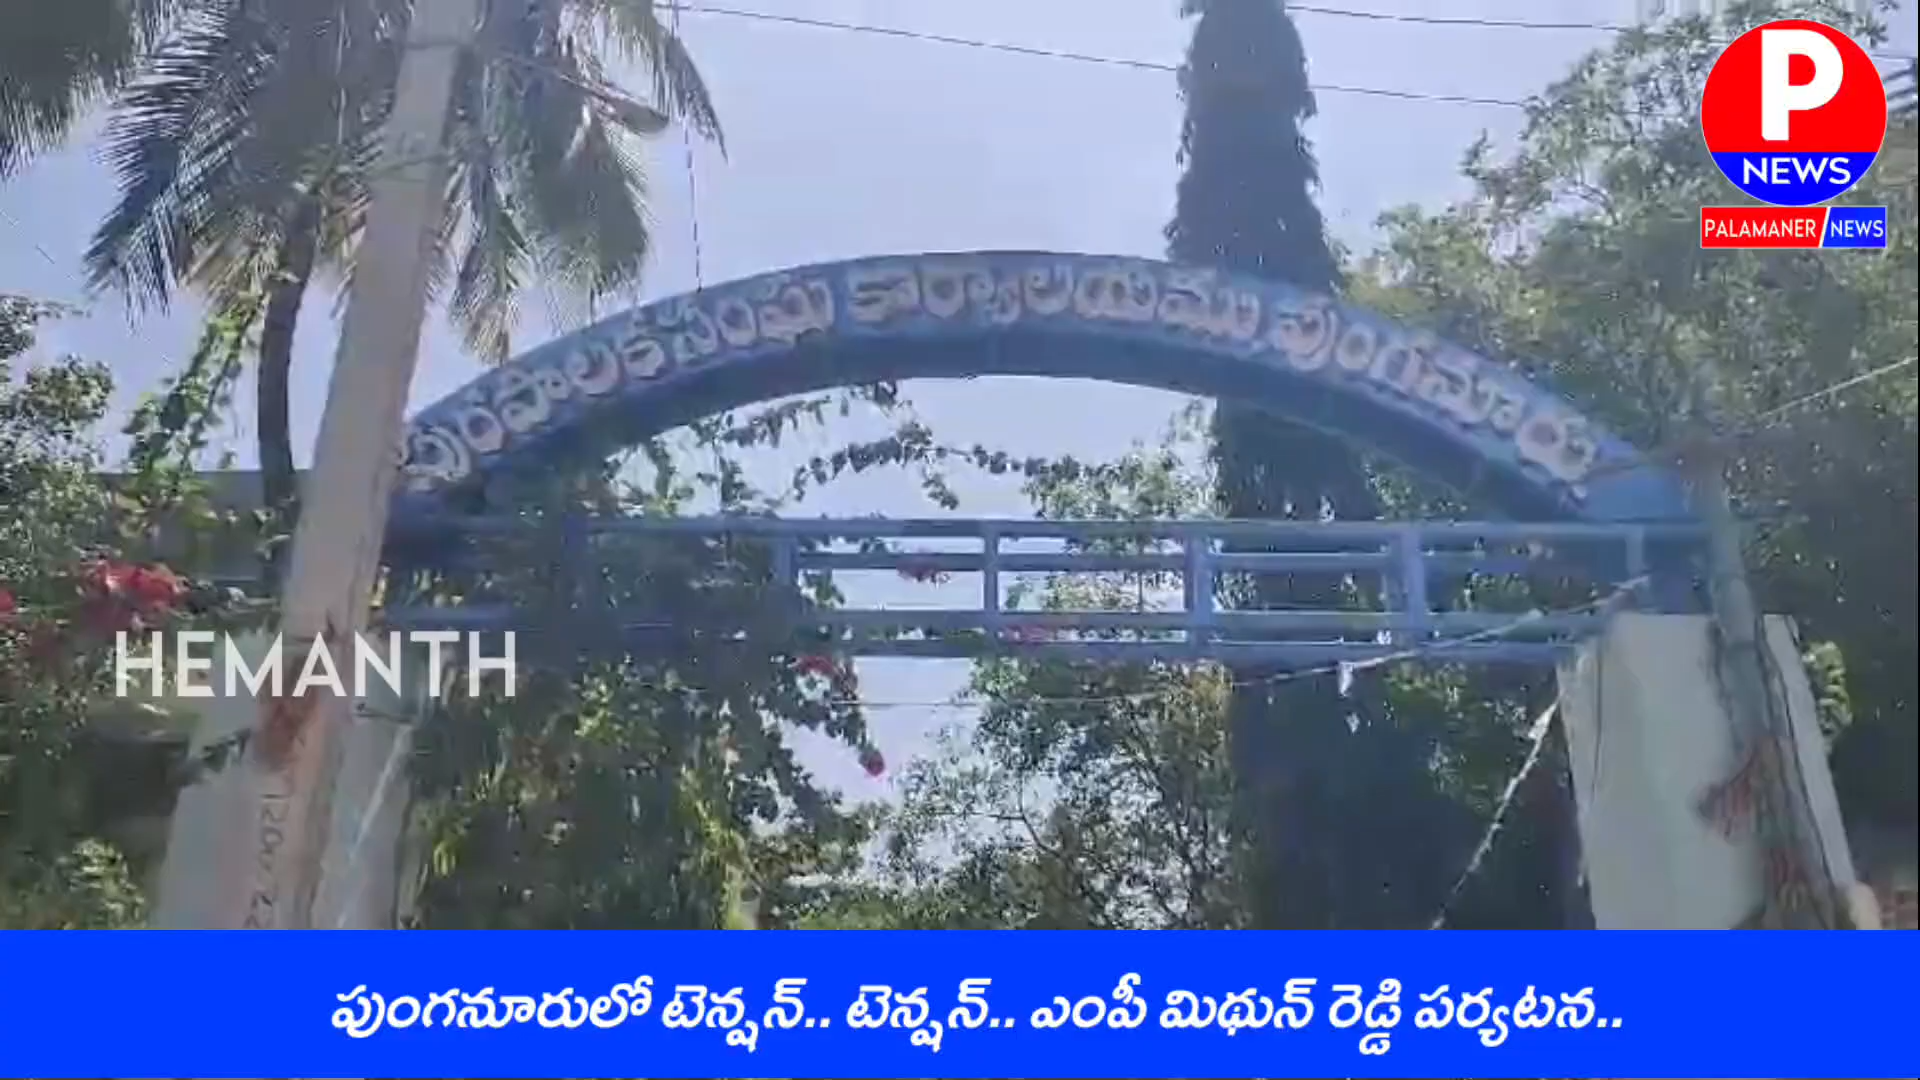 P
NEWS
PALAMANER NEWS
పురపాలక సంఘ కార్యాలయము, పుంగనూరు
HEMANTH
పుంగనూరులో టెన్షన్.. టెన్షన్.. ఎంపీ మిథున్ రెడ్డి పర్యటన..